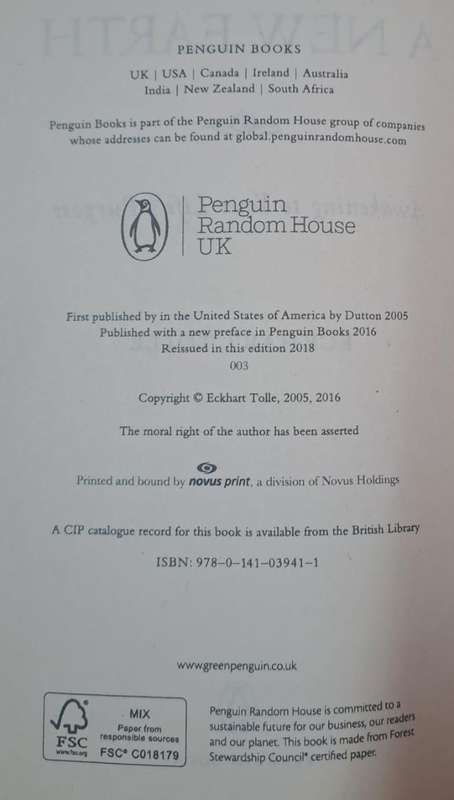 PENGUIN BOOKS
UK | USA | Canada | Ireland | Australia
India | New Zealand | South Africa
Penguin Books is part of the Penguin Random House group of companies
whose addresses can be found at global.penguinrandomhouse.com
Penguin
Random House
UK
First published by in the United States of America by Dutton 2005
Published with a new preface in Penguin Books 2016
Reissued in this edition 2018
003
Copyright © Eckhart Tolle, 2005, 2016
The moral right of the author has been asserted
Printed and bound by novus print, a division of Novus Holdings
A CIP catalogue record for this book is available from the British Library
ISBN: 978–0–141–03941–1
www.greenpenguin.co.uk
FSC
www.fsc.org
MIX
Paper from
responsible sources
FSC® C018179
Penguin Random House is committed to a
sustainable future for our business, our readers
and our planet. This book is made from Forest
Stewardship Council® certified paper.